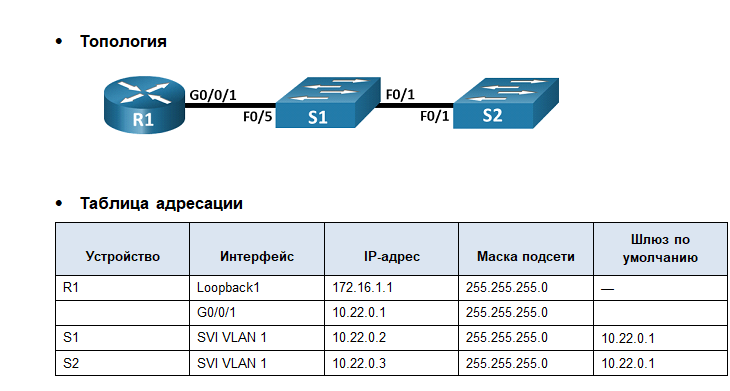 • Топология
G0/0/1 F0/1
R1 F0/5 S1 F0/1 S2
• Таблица адресации
Устройство Интерфейс IP-адрес Маска подсети Шлюз по
умолчанию
R1 Loopback1 172.16.1.1 255.255.255.0 —
G0/0/1 10.22.0.1 255.255.255.0
S1 SVI VLAN 1 10.22.0.2 255.255.255.0 10.22.0.1
S2 SVI VLAN 1 10.22.0.3 255.255.255.0 10.22.0.1